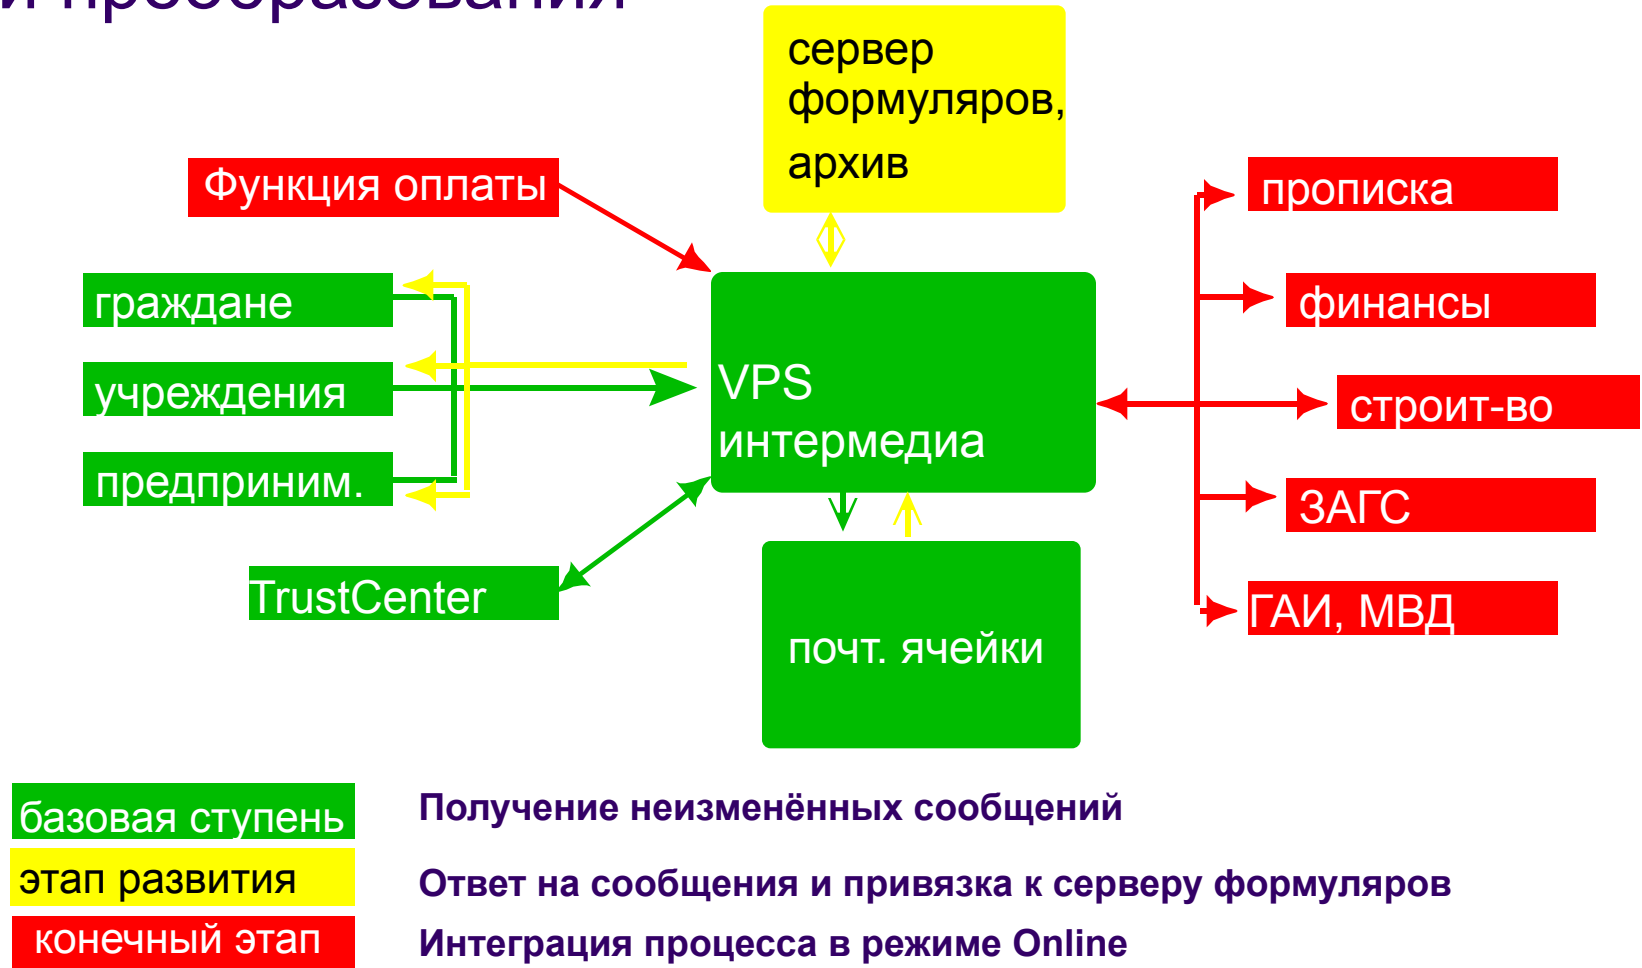 и преобразования
сервер
формуляров,
архив
Функция оплаты
прописка
граждане
финансы
учреждения
VPS
интермедиа
строит-во
предприним.
ЗАГС
TrustCenter
ГАИ, МВД
почт. ячейки
базовая ступень
Получение неизменённых сообщений
этап развития
Ответ на сообщения и привязка к серверу формуляров
конечный этап
Интеграция процесса в режиме Online